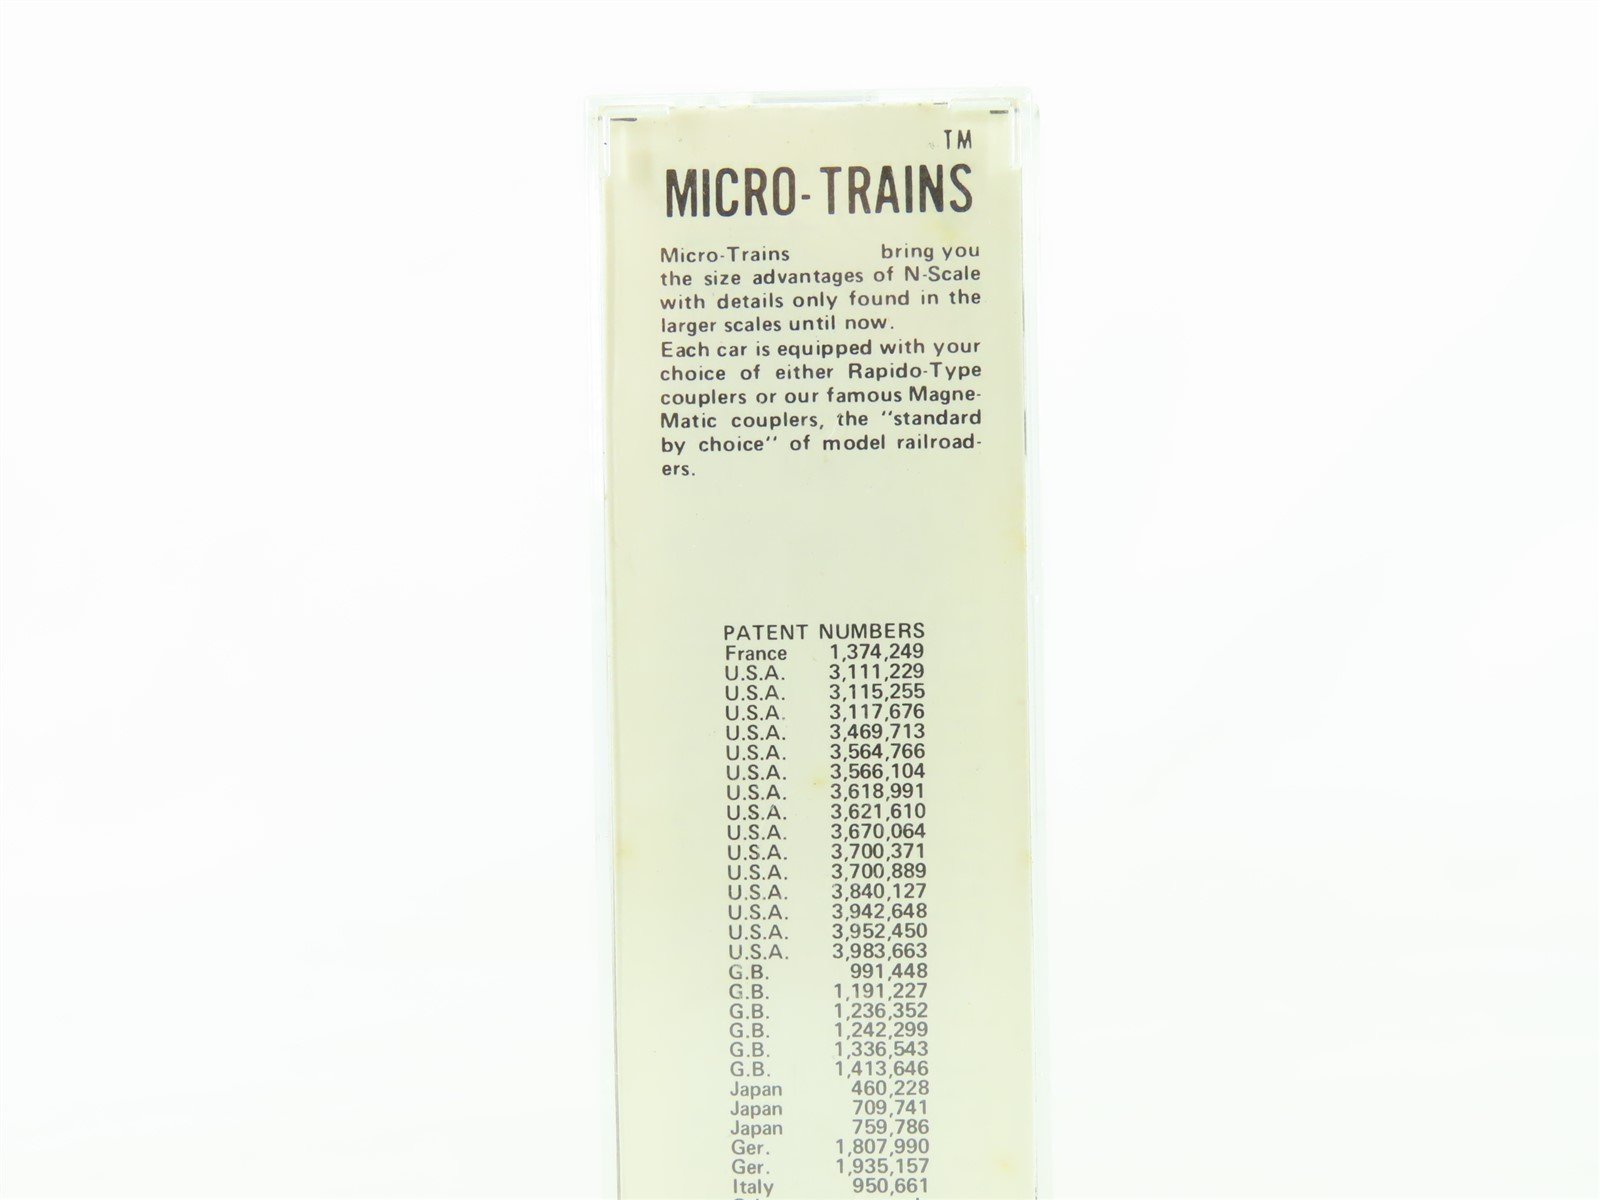 TM
MICRO-TRAINS
Micro-Trains bring you
the size advantages of N-Scale
with details only found in the
larger scales until now.
Each car is equipped with your
choice of either Rapido-Type
couplers or our famous Magne-
Matic couplers, the "standard
by choice" of model railroad-
ers.
PATENT NUMBERS
France 1,374,249
U.S.A. 3,111,229
U.S.A. 3,115,255
U.S.A. 3,117,676
U.S.A. 3,469,713
U.S.A. 3,564,766
U.S.A. 3,566,104
U.S.A. 3,618,991
U.S.A. 3,621,610
U.S.A. 3,670,064
U.S.A. 3,700,371
U.S.A. 3,700,889
U.S.A. 3,840,127
U.S.A. 3,942,648
U.S.A. 3,952,450
U.S.A. 3,983,663
G.B. 991,448
G.B. 1,191,227
G.B. 1,236,352
G.B. 1,242,299
G.B. 1,336,543
G.B. 1,413,646
Japan 460,228
Japan 709,741
Japan 759,786
Ger. 1,807,990
Ger. 1,935,157
Italy 950,661